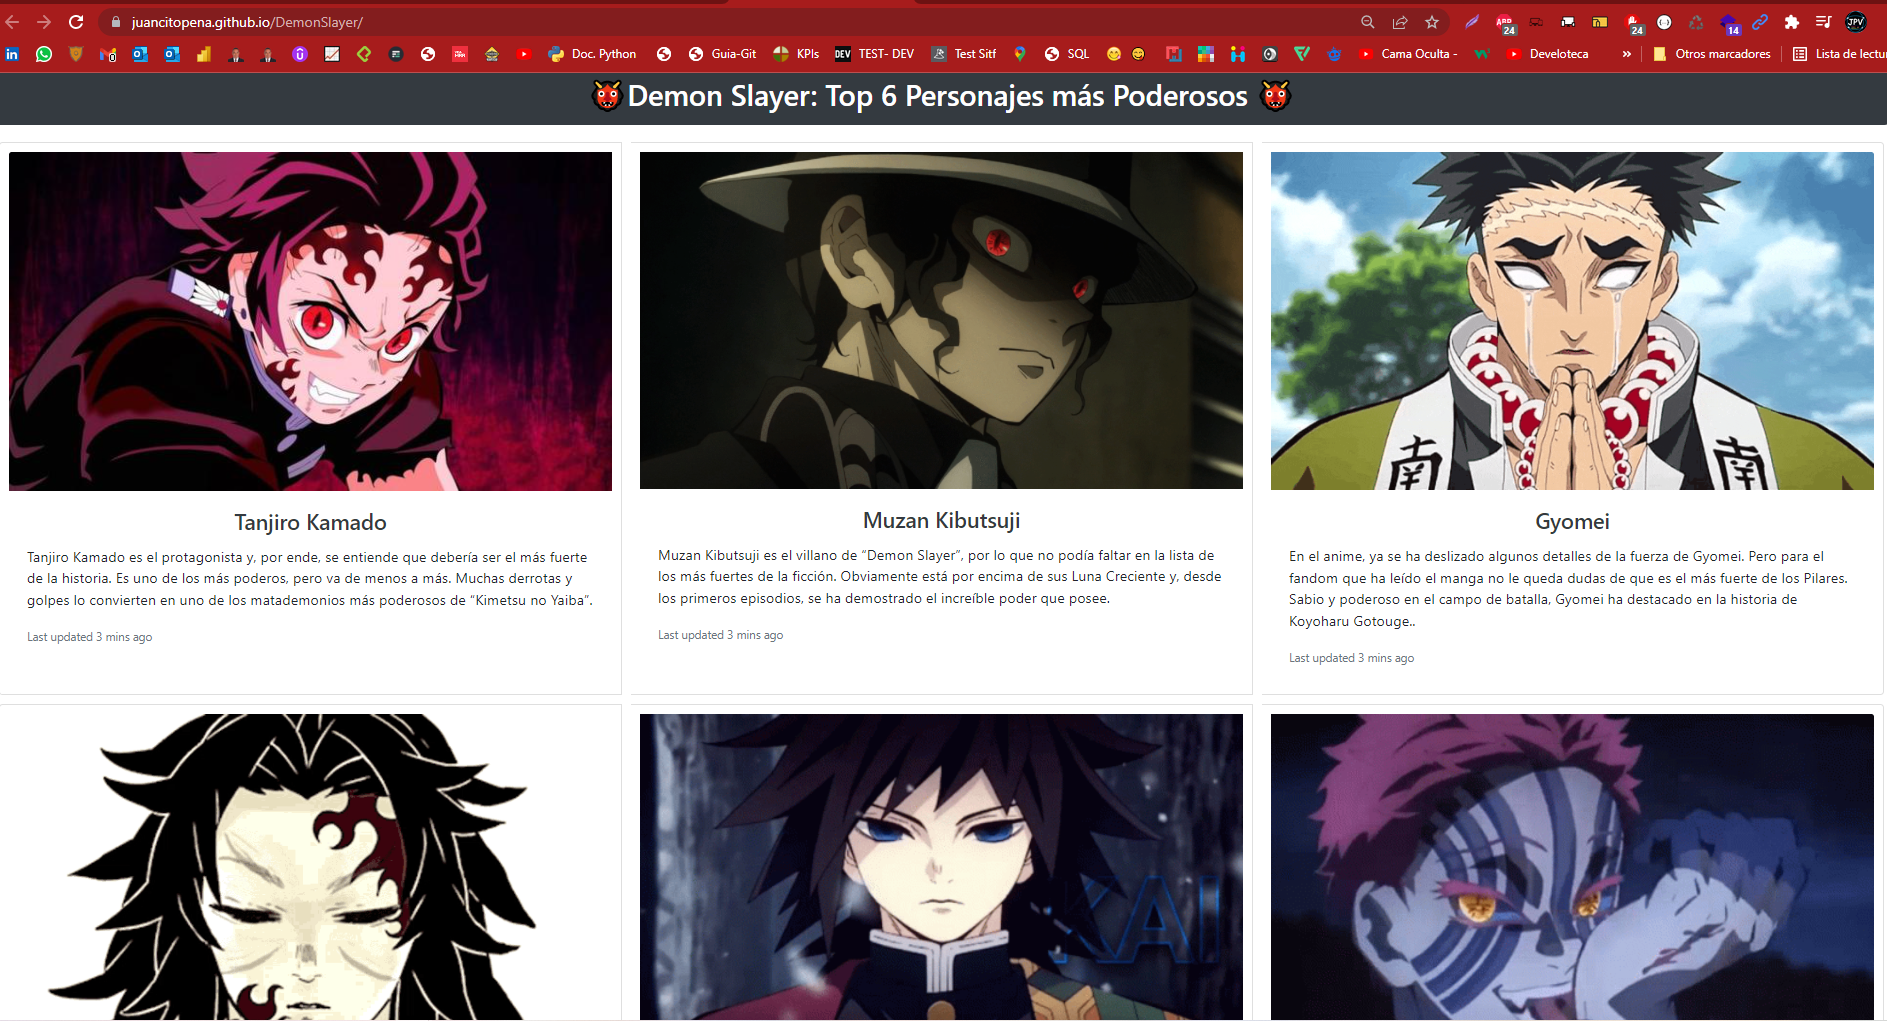 juancitopena.github.io/DemonSlayer/
24
24
14
JPV
in
0
Doc. Python
Guia-Git
KPIs
DEV
TEST- DEV
Test Sitf
SQL
Cama Oculta -
Develoteca
»
Otros marcadores
Lista de lectu
Demon Slayer: Top 6 Personajes más Poderosos
南
南
Tanjiro Kamado
Tanjiro Kamado es el protagonista y, por ende, se entiende que debería ser el más fuerte
de la historia. Es uno de los más poderos, pero va de menos a más. Muchas derrotas y
golpes lo convierten en uno de los matademonios más poderosos de “Kimetsu no Yaiba”.
Last updated 3 mins ago
Muzan Kibutsuji
Muzan Kibutsuji es el villano de “Demon Slayer”, por lo que no podía faltar en la lista de
los más fuertes de la ficción. Obviamente está por encima de sus Luna Creciente y, desde
los primeros episodios, se ha demostrado el increíble poder que posee.
Last updated 3 mins ago
Gyomei
En el anime, ya se ha deslizado algunos detalles de la fuerza de Gyomei. Pero para el
fandom que ha leído el manga no le queda dudas de que es el más fuerte de los Pilares.
Sabio y poderoso en el campo de batalla, Gyomei ha destacado en la historia de
Koyoharu Gotouge..
Last updated 3 mins ago
KAI